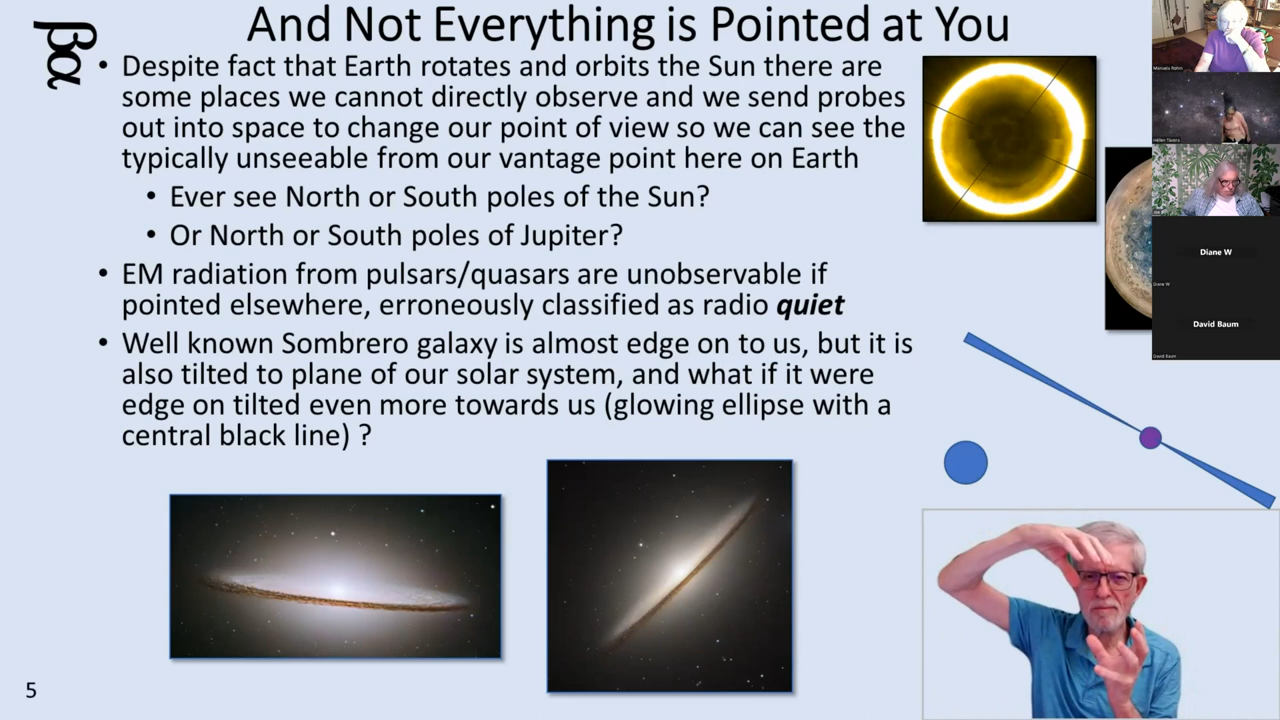 And Not Everything is Pointed at You
• Despite fact that Earth rotates and orbits the Sun there are
some places we cannot directly observe and we send probes
out into space to change our point of view so we can see the
typically unseeable from our vantage point here on Earth
• Ever see North or South poles of the Sun?
• Or North or South poles of Jupiter?
• EM radiation from pulsars/quasars are unobservable if
pointed elsewhere, erroneously classified as radio quiet
• Well known Sombrero galaxy is almost edge on to us, but it is
also tilted to plane of our solar system, and what if it were
edge on tilted even more towards us (glowing ellipse with a
central black line) ?
5
Diane W
Diane W
David Baum
David Baum